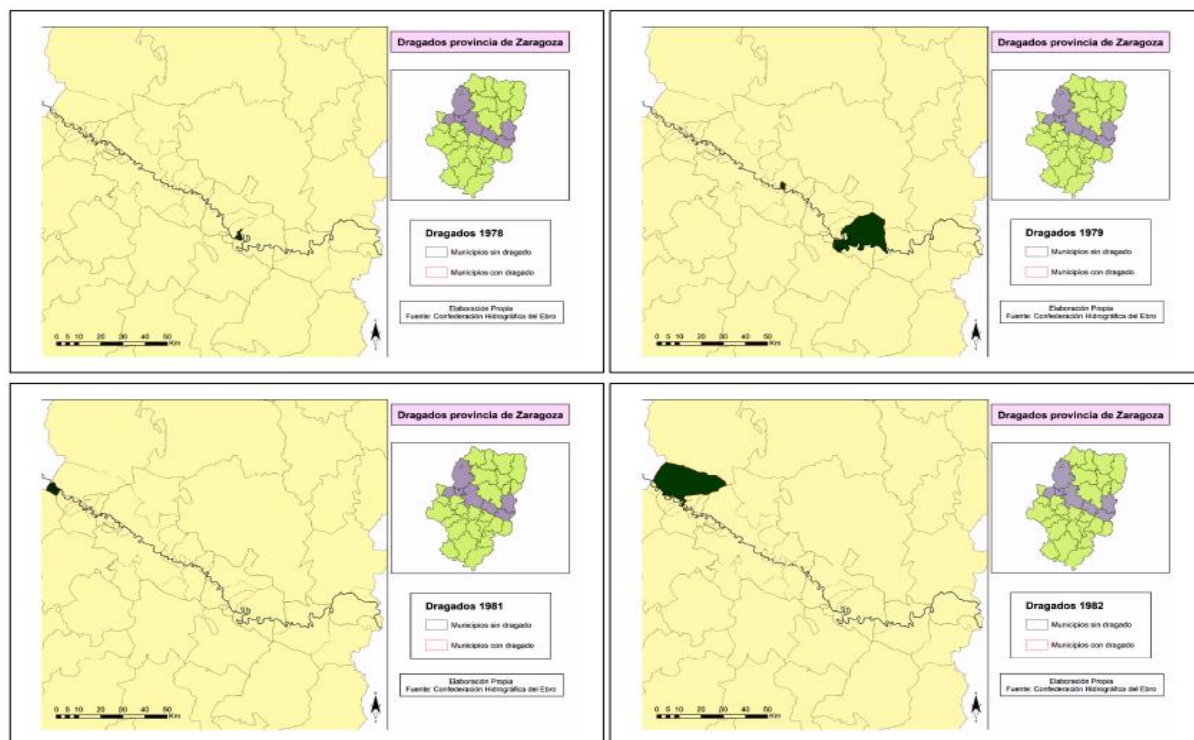 Dragados provincia de Zaragoza
Dragados 1978
Municipios sin dragado
Municipios con dragado
Elaboración Propia
Fuente: Confederación Hidrográfica del Ebro
0 5 10 20 30 40 50
Km
Dragados provincia de Zaragoza
Dragados 1979
Municipios sin dragado
Municipios con dragado
Elaboración Propia
Fuente: Confederación Hidrográfica del Ebro
0 5 10 20 30 40 50
Km
Dragados provincia de Zaragoza
Dragados 1981
Municipios sin dragado
Municipios con dragado
Elaboración Propia
Fuente: Confederación Hidrográfica del Ebro
0 5 10 20 30 40 50
Km
Dragados provincia de Zaragoza
Dragados 1982
Municipios sin dragado
Municipios con dragado
Elaboración Propia
Fuente: Confederación Hidrográfica del Ebro
0 5 10 20 30 40 50
Km